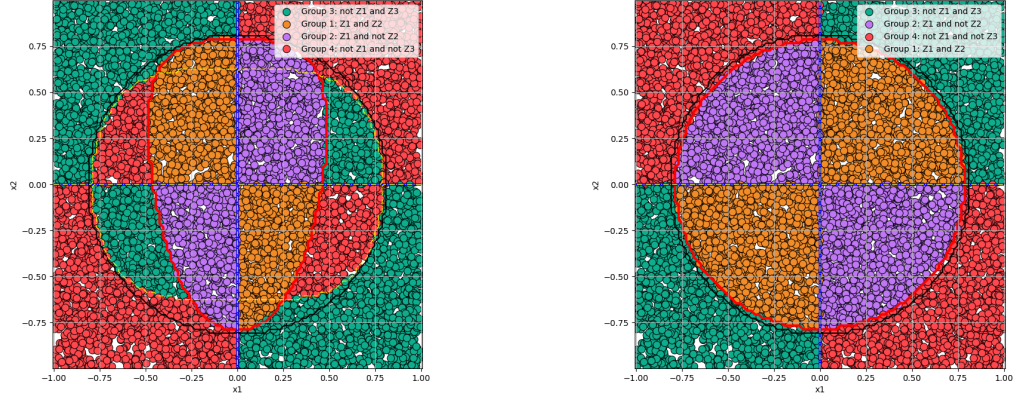 Group 3: not Z1 and Z3
Group 1: Z1 and Z2
Group 2: Z1 and not Z2
Group 4: not Z1 and not Z3
0.75
0.50
0.25
0.00
−0.25
−0.50
−0.75
x2
−1.00 −0.75 −0.50 −0.25 0.00 0.25 0.50 0.75 1.00
x1
Group 3: not Z1 and Z3
Group 2: Z1 and not Z2
Group 4: not Z1 and not Z3
Group 1: Z1 and Z2
0.75
0.50
0.25
0.00
−0.25
−0.50
−0.75
x2
−1.00 −0.75 −0.50 −0.25 0.00 0.25 0.50 0.75 1.00
x1